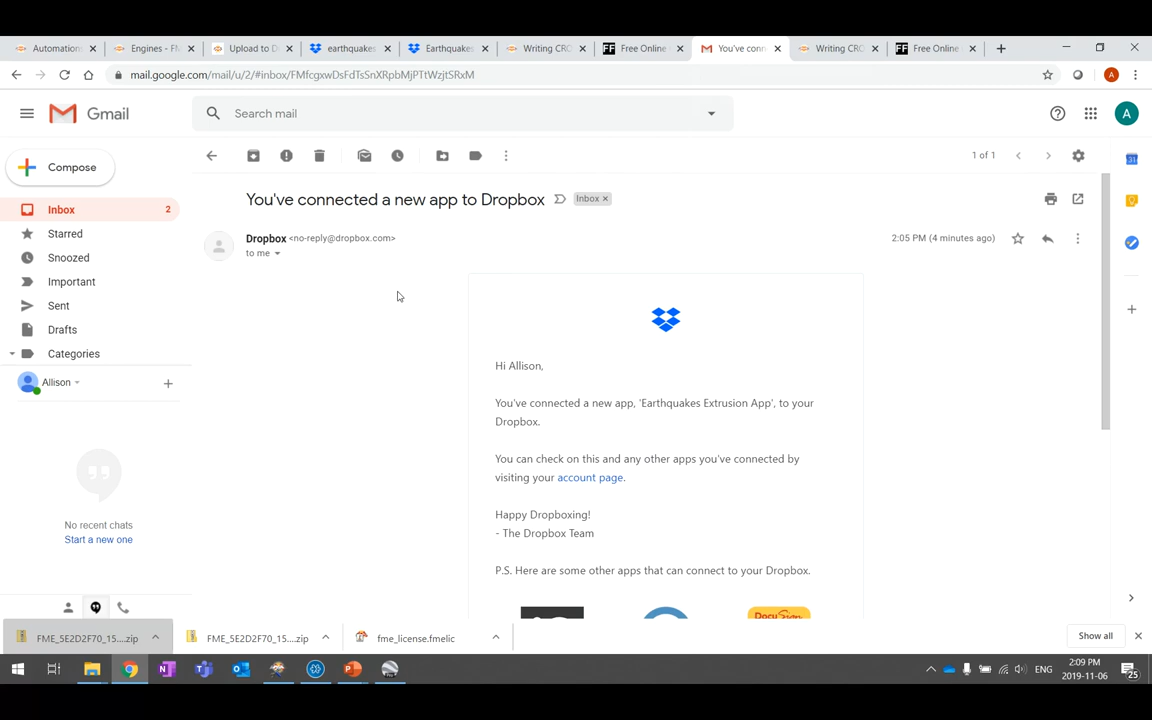 Automation
Engines - FM
Upload to D
earthquakes
Earthquakes
Writing CRC
Free Online
You've conn
Writing CRC
Free Online
mail.google.com/mail/u/2/#inbox/FMfcgxwDsFdTsSnXRpbMjPTtWzjtSRxM
A
Gmail
Search mail
A
Compose
1 of 1
31
Inbox 2
You've connected a new app to Dropbox
Inbox x
Starred
Dropbox <no-reply@dropbox.com>
2:05 PM (4 minutes ago)
to me
Snoozed
Important
Sent
Drafts
Categories
Hi Allison,
Allison
You've connected a new app, 'Earthquakes Extrusion App', to your
Dropbox.
You can check on this and any other apps you've connected by
visiting your account page.
Happy Dropboxing!
- The Dropbox Team
No recent chats
Start a new one
P.S. Here are some other apps that can connect to your Dropbox.
FME_5E2D2F70_15....zip
FME_5E2D2F70_15....zip
fme_license.fmelic
Show all
ENG
2:09 PM
2019-11-06
25